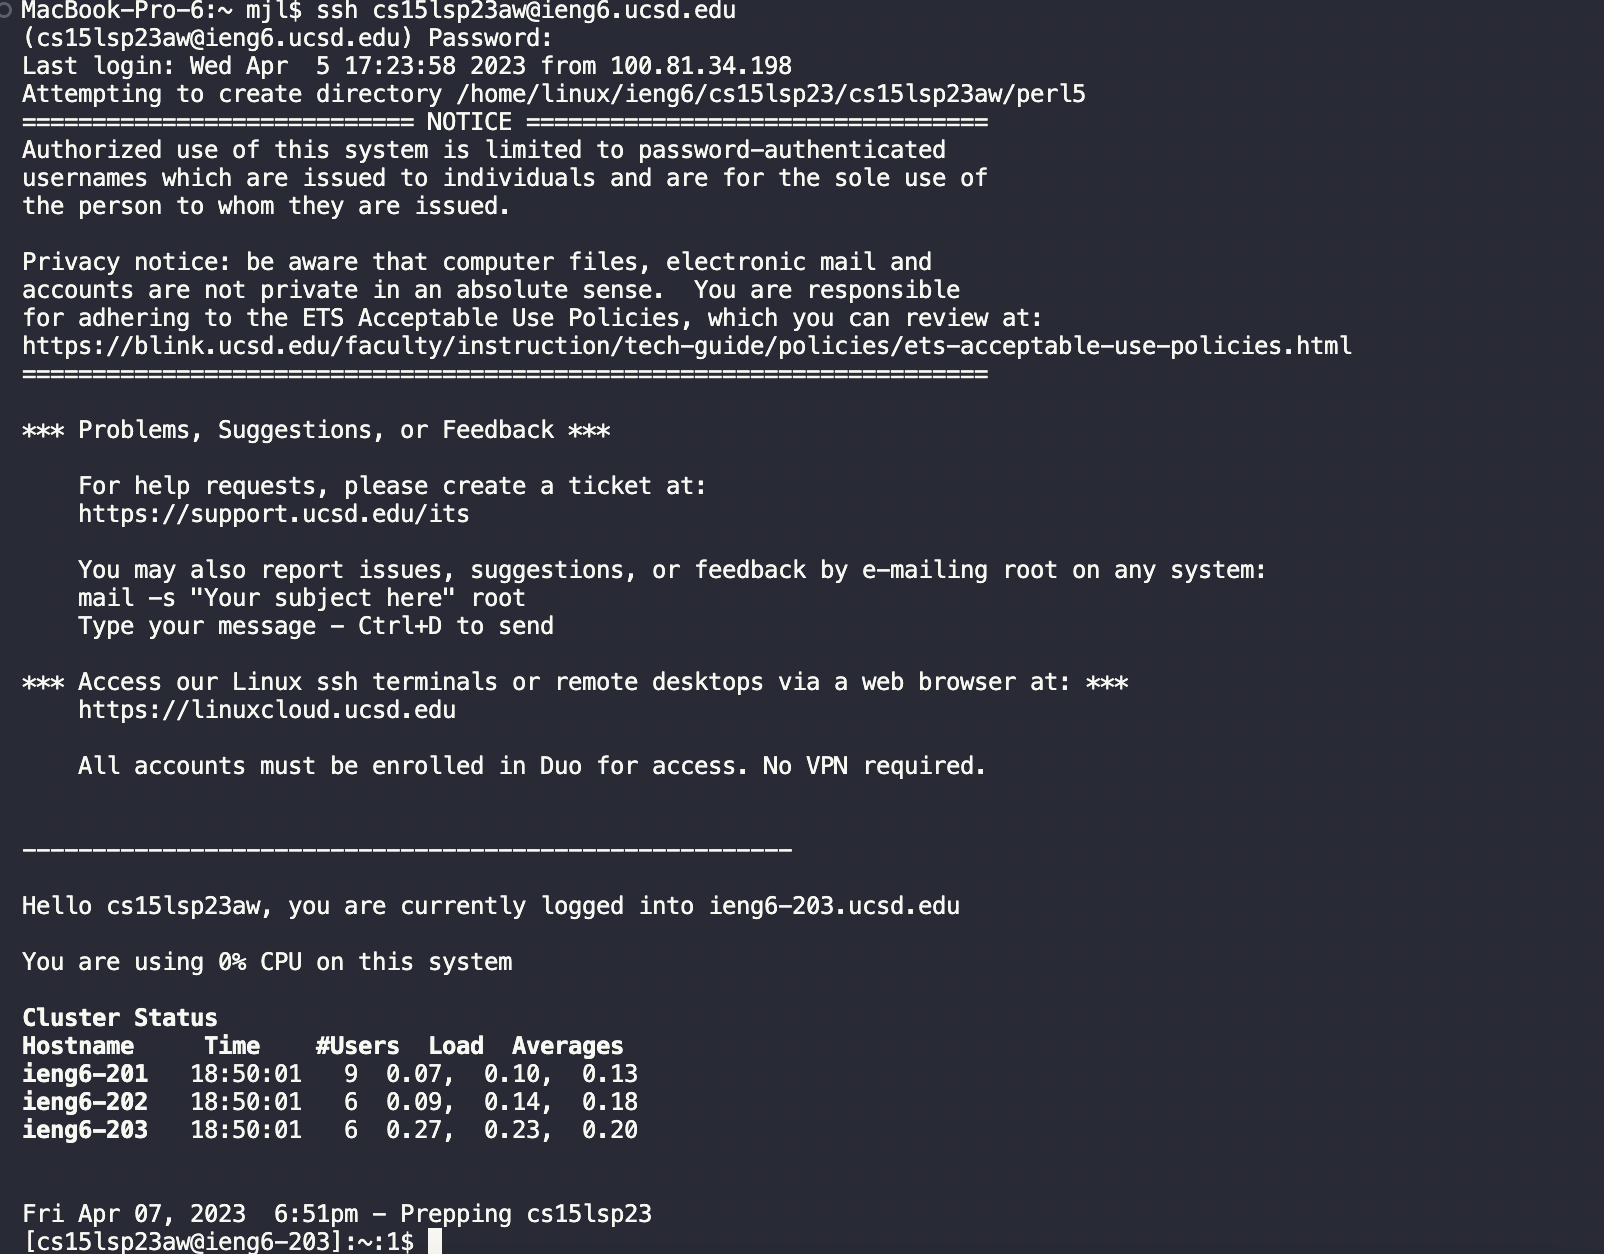 MacBook-Pro-6:~ mjl$ ssh cs15lsp23aw@ieng6.ucsd.edu
(cs15lsp23aw@ieng6.ucsd.edu) Password:
Last login: Wed Apr  5 17:23:58 2023 from 100.81.34.198
Attempting to create directory /home/linux/ieng6/cs15lsp23/cs15lsp23aw/perl5
============================ NOTICE =================================
Authorized use of this system is limited to password-authenticated
usernames which are issued to individuals and are for the sole use of
the person to whom they are issued.

Privacy notice: be aware that computer files, electronic mail and
accounts are not private in an absolute sense.  You are responsible
for adhering to the ETS Acceptable Use Policies, which you can review at:
https://blink.ucsd.edu/faculty/instruction/tech-guide/policies/ets-acceptable-use-policies.html
=====================================================================

*** Problems, Suggestions, or Feedback ***

    For help requests, please create a ticket at:
    https://support.ucsd.edu/its

    You may also report issues, suggestions, or feedback by e-mailing root on any system:
    mail -s "Your subject here" root
    Type your message - Ctrl+D to send

*** Access our Linux ssh terminals or remote desktops via a web browser at: ***
    https://linuxcloud.ucsd.edu

    All accounts must be enrolled in Duo for access. No VPN required.

-------------------------------------------------------

Hello cs15lsp23aw, you are currently logged into ieng6-203.ucsd.edu

You are using 0% CPU on this system

Cluster Status
Hostname     Time    #Users  Load  Averages
ieng6-201   18:50:01   9  0.07,  0.10,  0.13
ieng6-202   18:50:01   6  0.09,  0.14,  0.18
ieng6-203   18:50:01   6  0.27,  0.23,  0.20

Fri Apr 07, 2023  6:51pm - Prepping cs15lsp23
[cs15lsp23aw@ieng6-203]:~:1$